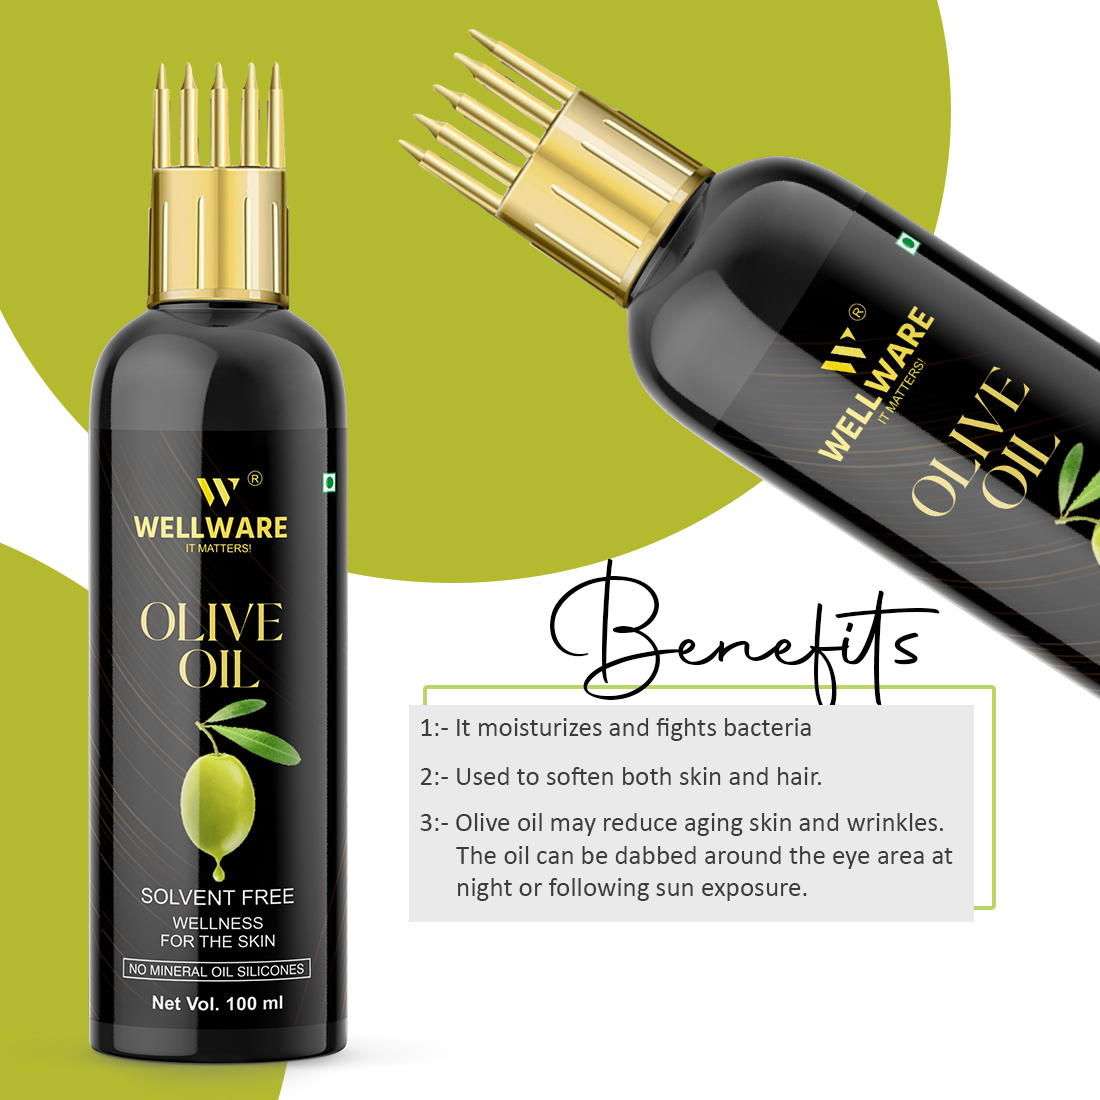 W ®
WELLWARE
IT MATTERS!
OLIVE
OIL
SOLVENT FREE
WELLNESS
FOR THE SKIN
NO MINERAL OIL SILICONES
Net Vol. 100 ml
W ®
WELLWARE
IT MATTERS!
OLIVE
OIL
Benefits
1:- It moisturizes and fights bacteria
2:- Used to soften both skin and hair.
3:- Olive oil may reduce aging skin and wrinkles.
The oil can be dabbed around the eye area at
night or following sun exposure.